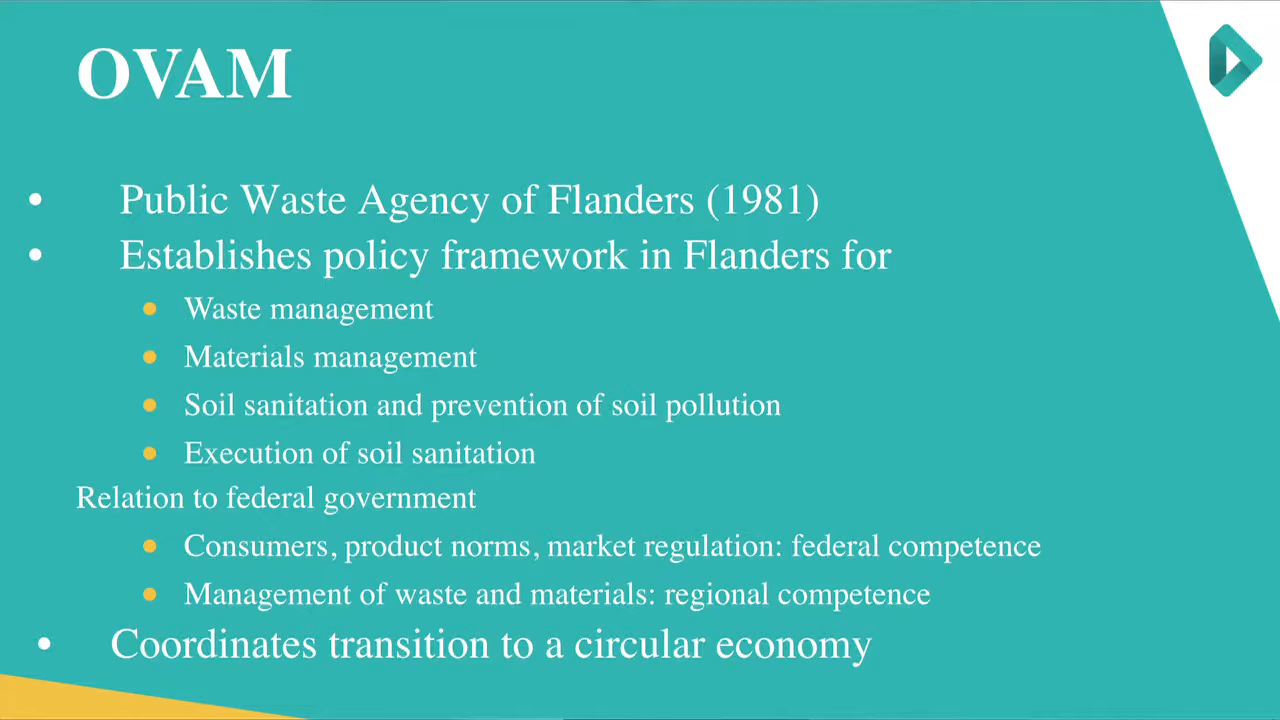 OVAM
• Public Waste Agency of Flanders (1981)
• Establishes policy framework in Flanders for
• Waste management
• Materials management
• Soil sanitation and prevention of soil pollution
• Execution of soil sanitation
Relation to federal government
• Consumers, product norms, market regulation: federal competence
• Management of waste and materials: regional competence
• Coordinates transition to a circular economy